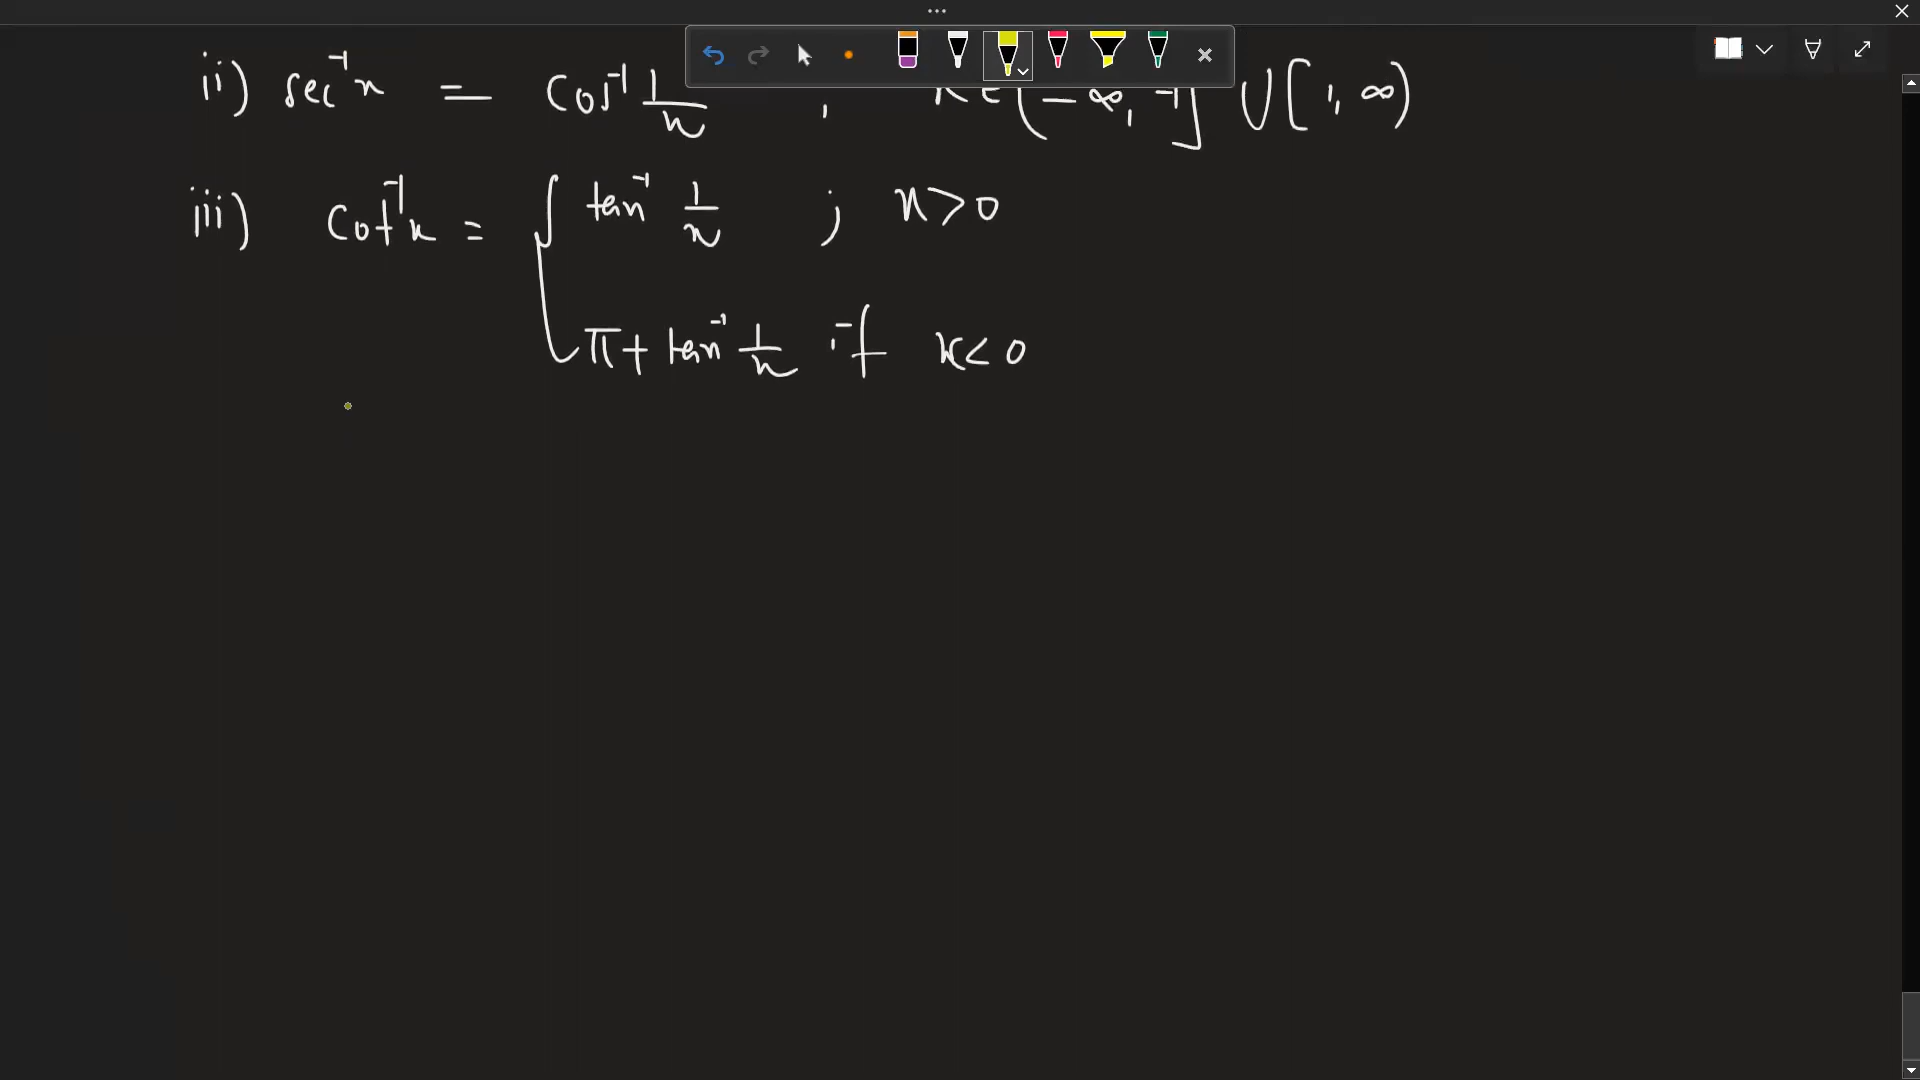 ii) sec⁻¹x = cos⁻¹ 1/x , x ∈ (-∞, -1] ∪ [1, ∞)
iii) cot⁻¹x = { tan⁻¹ 1/x ; x > 0
π + tan⁻¹ 1/x if x < 0